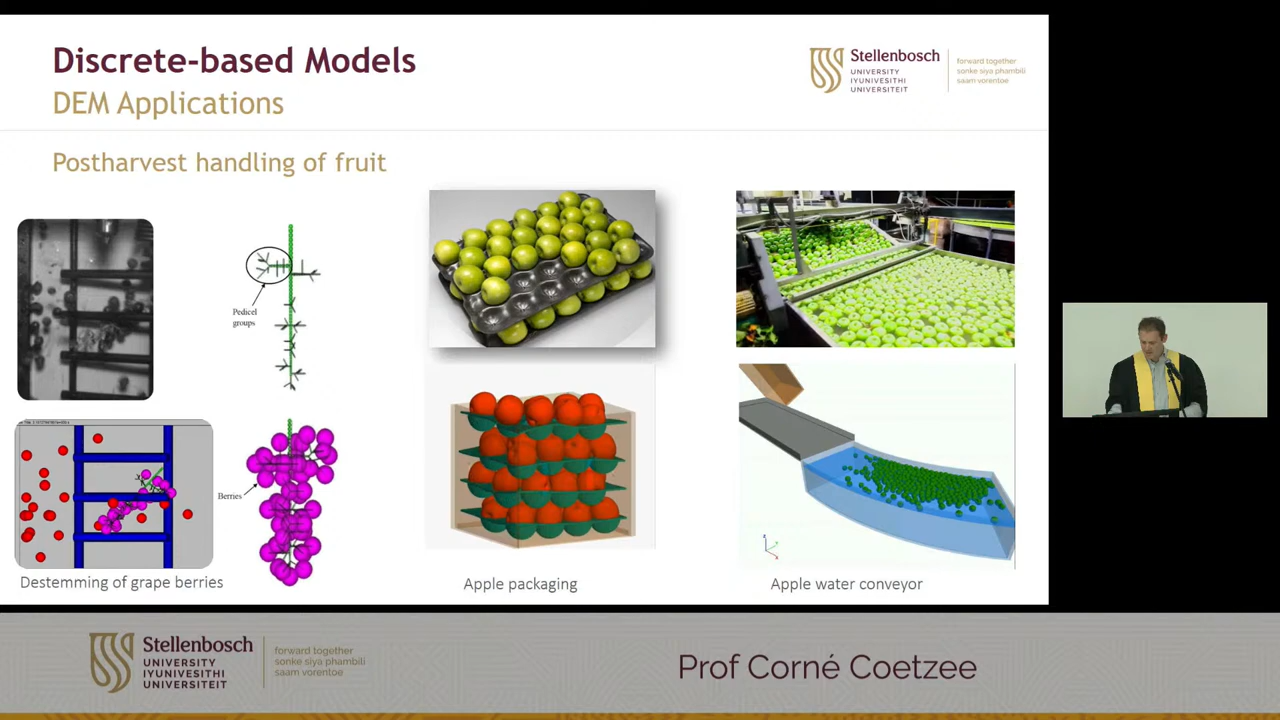 Discrete-based Models
DEM Applications
Stellenbosch
UNIVERSITY
IYUNIVESITHI
UNIVERSITEIT
forward together
sonke siya phambili
saam vorentoe
Postharvest handling of fruit
Pedicel
groups
Berries
Destemming of grape berries
Apple packaging
Apple water conveyor
Stellenbosch
UNIVERSITY
IYUNIVESITHI
UNIVERSITEIT
forward together
sonke siya phambili
saam vorentoe
Prof Corné Coetzee